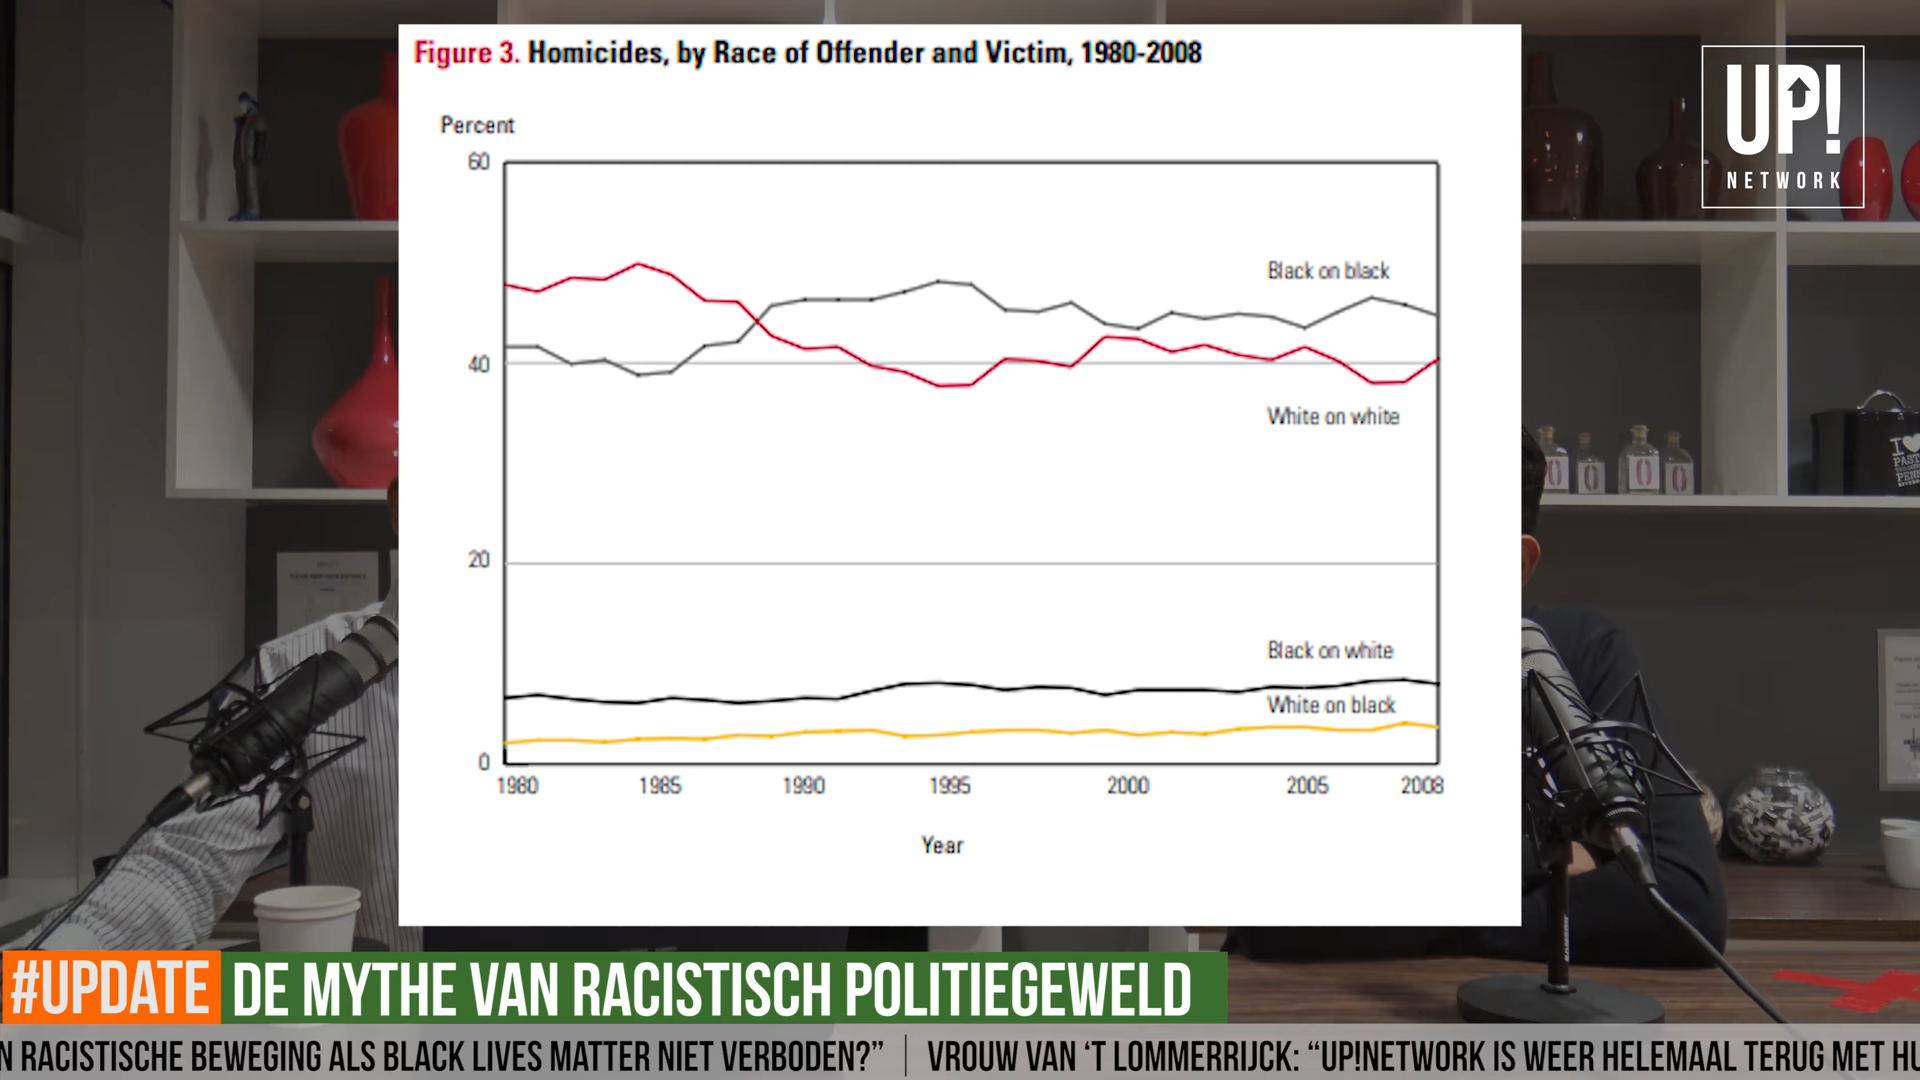 Figure 3. Homicides, by Race of Offender and Victim, 1980-2008
UP!
NETWORK
Percent
60
Black on black
40
White on white
20
Black on white
White on black
0
1980 1985 1990 1995 2000 2005 2008
Year
I
PAST
PENN
#UPDATE DE MYTHE VAN RACISTISCH POLITIEGEWELD
N RACISTISCHE BEWEGING ALS BLACK LIVES MATTER NIET VERBODEN?” | VROUW VAN ‘T LOMMERRIJCK: “UP!NETWORK IS WEER HELEMAAL TERUG MET HU